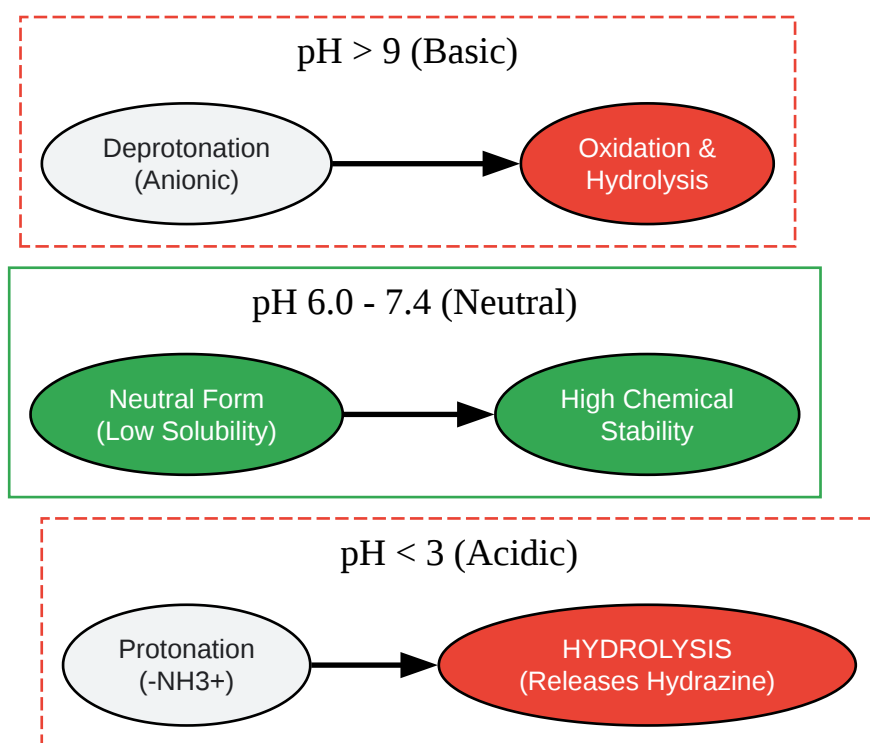 pH > 9 (Basic)
Deprotonation
(Anionic)
Oxidation &
Hydrolysis
pH 6.0 - 7.4 (Neutral)
Neutral Form
(Low Solubility)
High Chemical
Stability
pH < 3 (Acidic)
Protonation
(-NH3+)
HYDROLYSIS
(Releases Hydrazine)